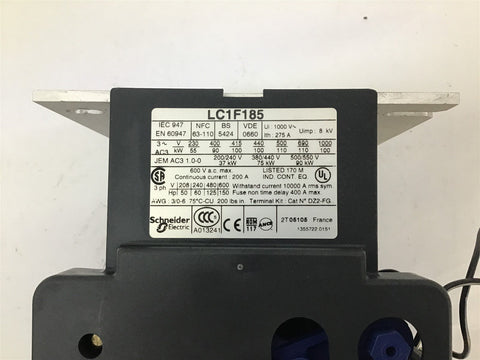 LC1F185
IEC 947 NFC BS VDE Ui : 1000 V~ Uimp : 8 kV
EN 60947 63-110 5424 0660 Ith : 275 A
3~ V 230 400 415 440 500 690 1000
AC3 kW 55 90 100 100 110 110 100
JEM AC3 1.0-0 200/240 V 37 kW 380/440 V 75 kW 500/550 V 90 kW
600 V a.c. max. LISTED 170 M
Continuous current : 200 A IND. CONT EQ
SA UL
3 ph V 208 240 480 600 Withstand current 10000 A rms sym
Hp 50 60 125 150 Fuse non time delay 400 A max.
AWG : 3/0-6 75°C-CU 200 lbs in. Terminal Kit : Cat N° DZ2-FG
Schneider Electric CCC A013241 117 2T05105 France
1355722 0151